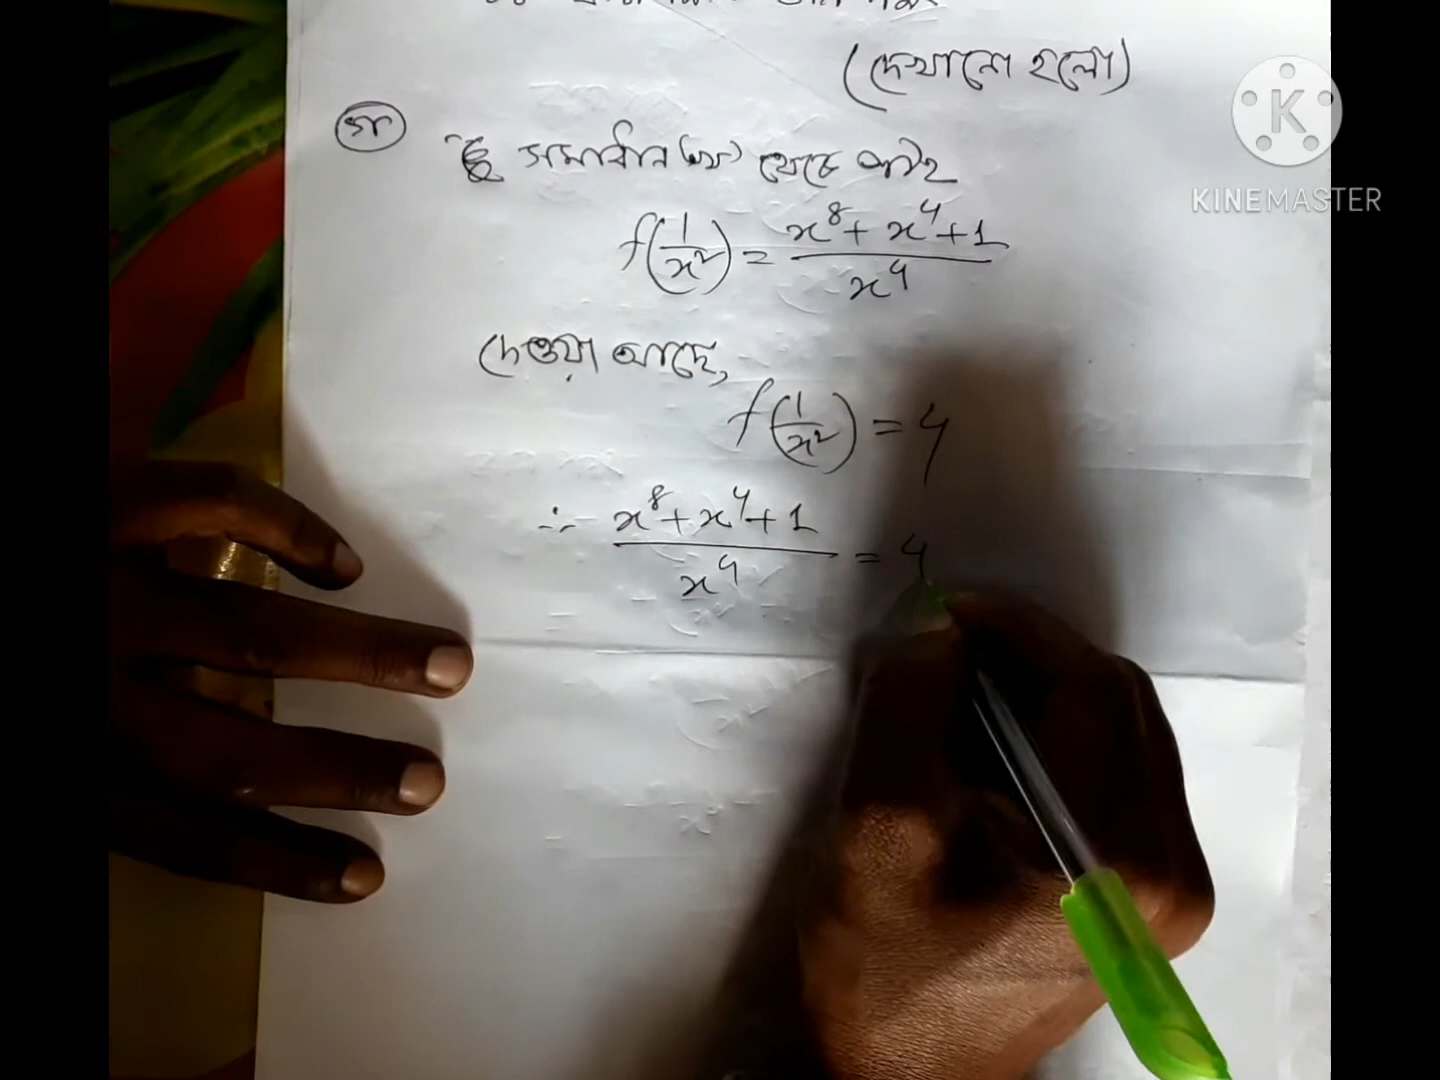 (দেখানো হলো)
গ সমাধান 'খ' থেকে পাই
f(1/x²) = (x⁸ + x⁴ + 1)/x⁴
দেওয়া আছে,
f(1/x²) = 4
∴ (x⁸ + x⁴ + 1)/x⁴ = 4
KINEMASTER